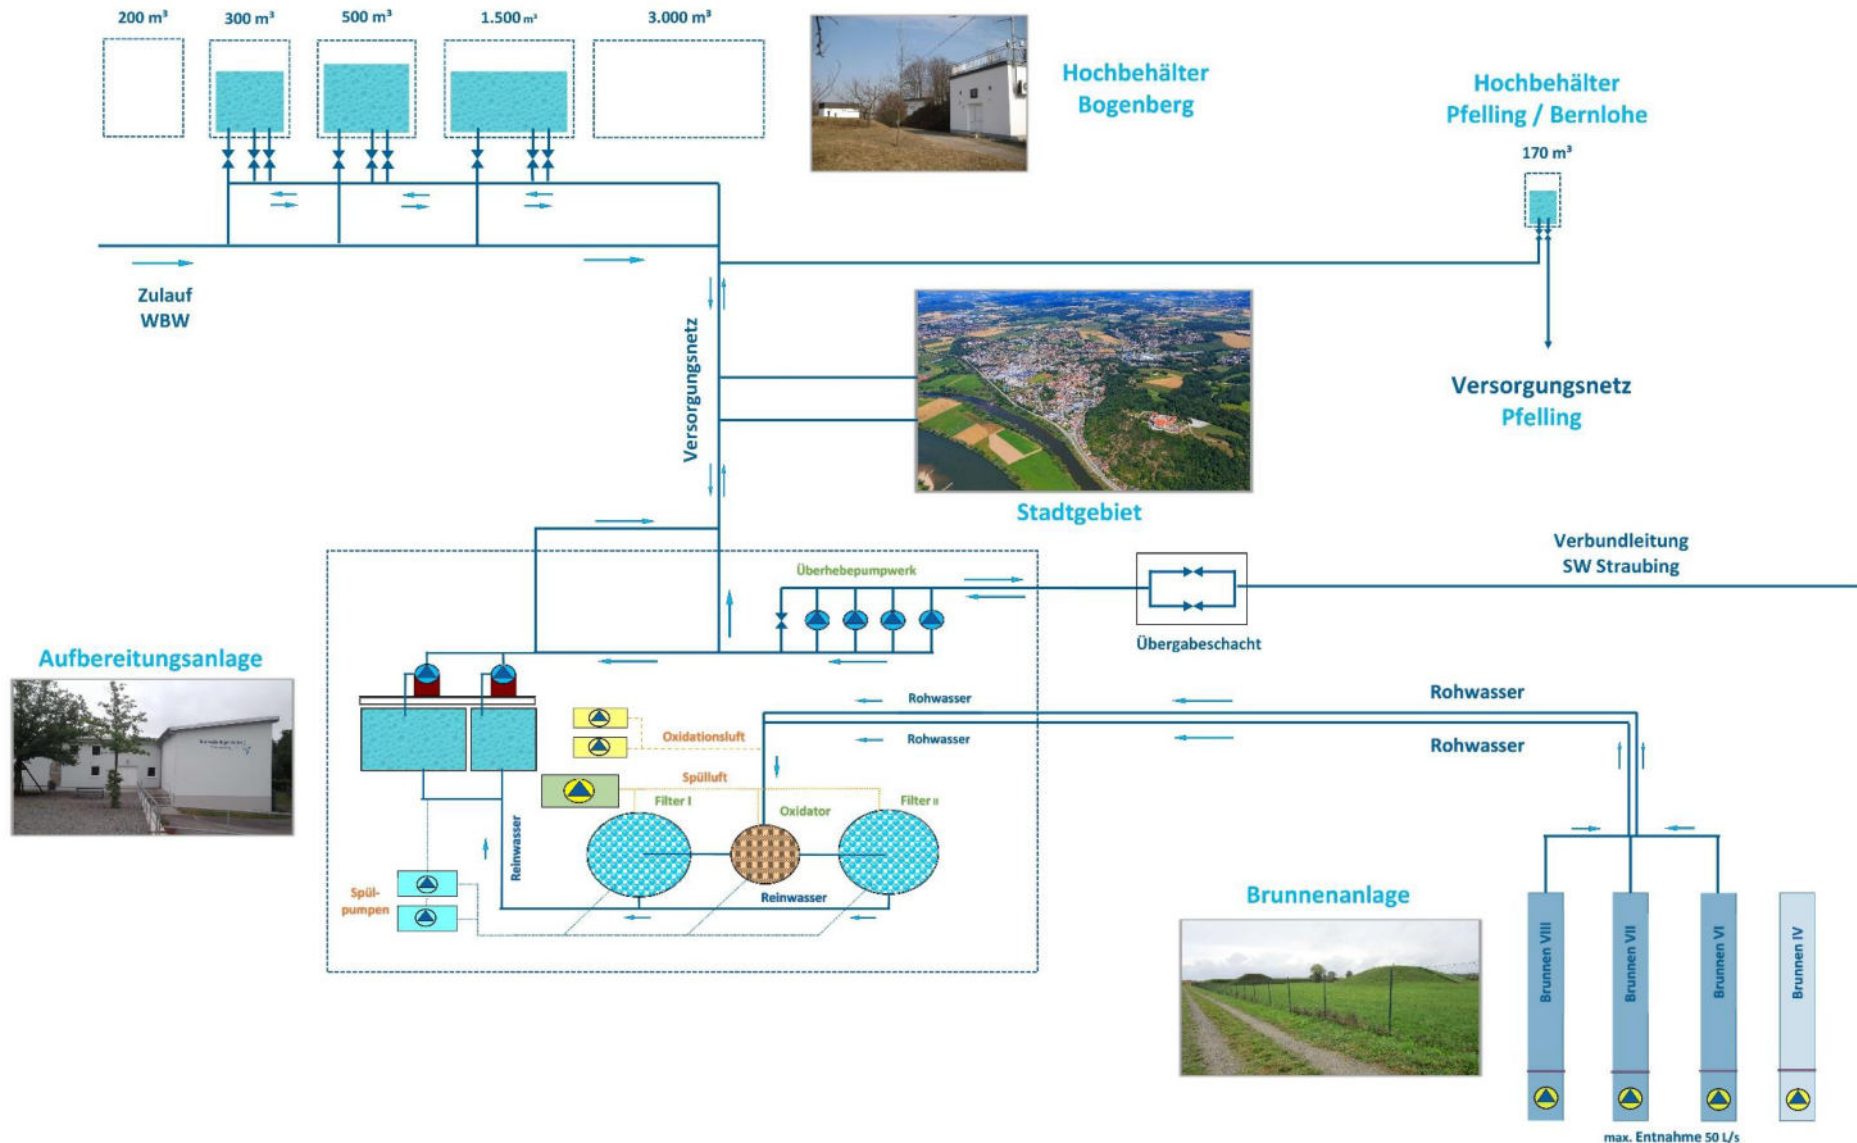 200 m³
300 m³
500 m³
1.500 m³
3.000 m³
Hochbehälter
Bogenberg
Hochbehälter
Pfelling / Bernlohe
170 m³
Zulauf
WBW
Versorgungsnetz
Versorgungsnetz
Pfelling
Stadtgebiet
Verbundleitung
SW Straubing
Überhebepumpwerk
Übergabeschacht
Aufbereitungsanlage
Rohwasser
Rohwasser
Rohwasser
Rohwasser
Oxidationsluft
Spülluft
Filter I
Oxidator
Filter II
Reinwasser
Reinwasser
Spül-
pumpen
Brunnenanlage
Brunnen VIII
Brunnen VII
Brunnen VI
Brunnen IV
max. Entnahme 50 L/s